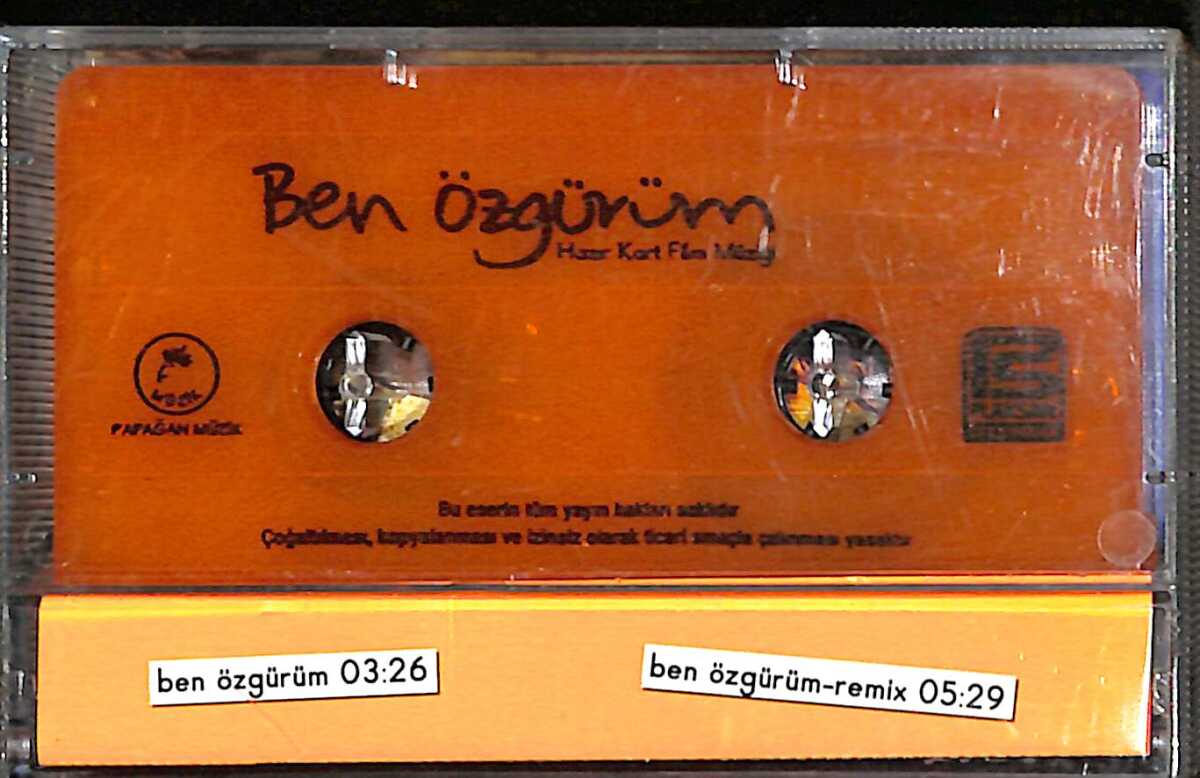 Ben özgürüm
Hazır Kart Film Müziği
PAPAĞAN MÜZİK
Bu eserin tüm yayın hakları saklıdır
Çoğaltılması, kopyalanması ve izinsiz olarak ticari amaçla çalınması yasaktır
ben özgürüm 03:26
ben özgürüm-remix 05:29